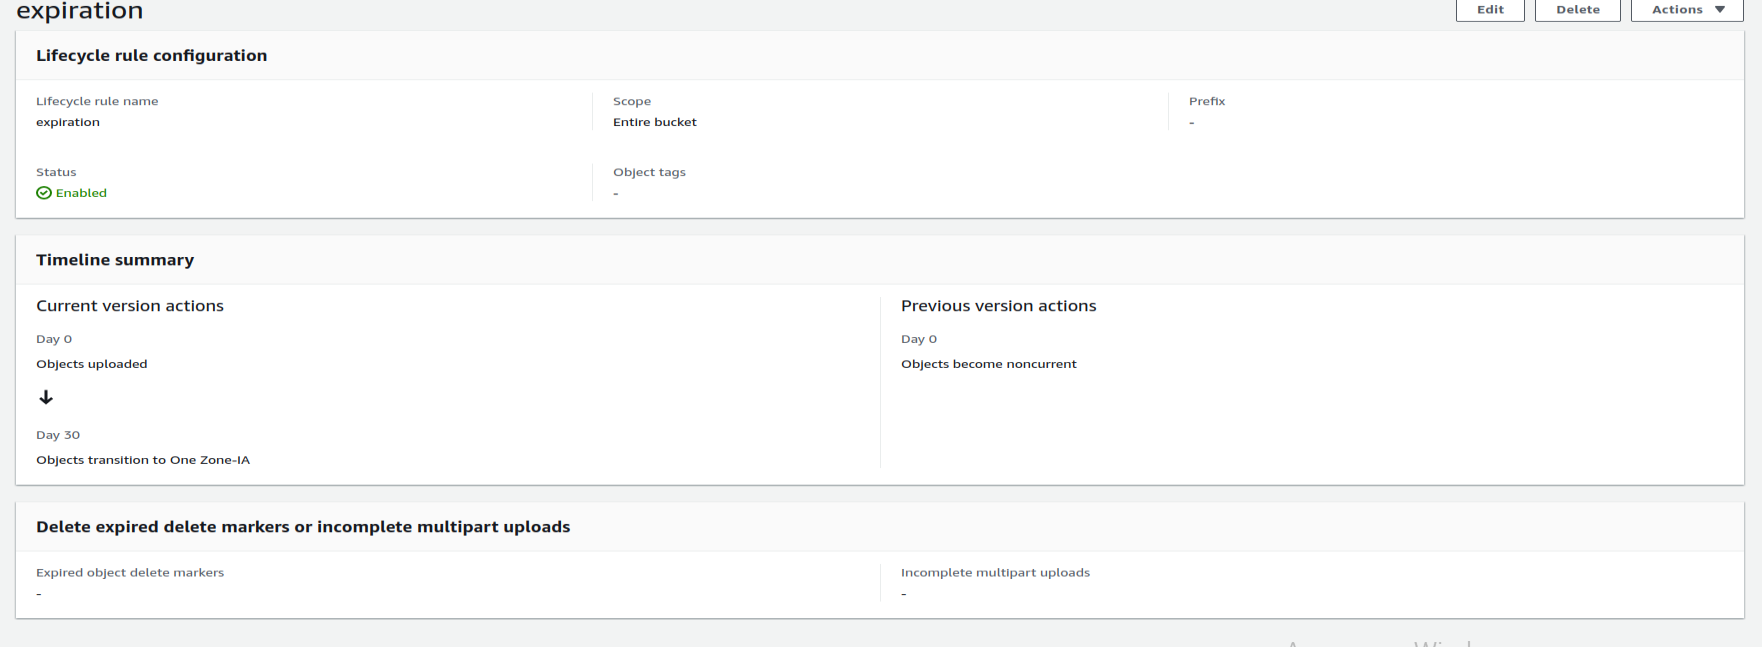 expiration
Edit
Delete
Actions
Lifecycle rule configuration
Lifecycle rule name
expiration
Scope
Entire bucket
Prefix
-
Status
Enabled
Object tags
-
Timeline summary
Current version actions
Day 0
Objects uploaded
Day 30
Objects transition to One Zone-IA
Previous version actions
Day 0
Objects become noncurrent
Delete expired delete markers or incomplete multipart uploads
Expired object delete markers
-
Incomplete multipart uploads
-